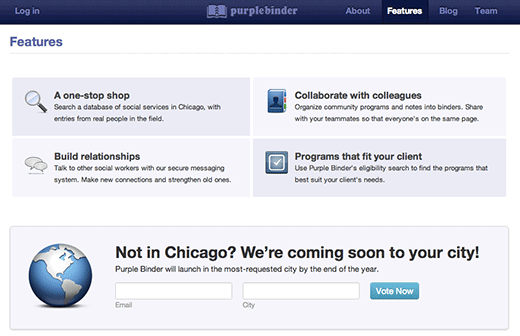 Log in
purplebinder
About
Features
Blog
Team
Features
A one-stop shop
Search a database of social services in Chicago, with
entries from real people in the field.
Collaborate with colleagues
Organize community programs and notes into binders. Share
with your teammates so that everyone's on the same page.
Build relationships
Talk to other social workers with our secure messaging
system. Make new connections and strengthen old ones.
Programs that fit your client
Use Purple Binder's eligibility search to find the programs that
best suit your client's needs.
Not in Chicago? We're coming soon to your city!
Purple Binder will launch in the most-requested city by the end of the year.
Vote Now
Email
City